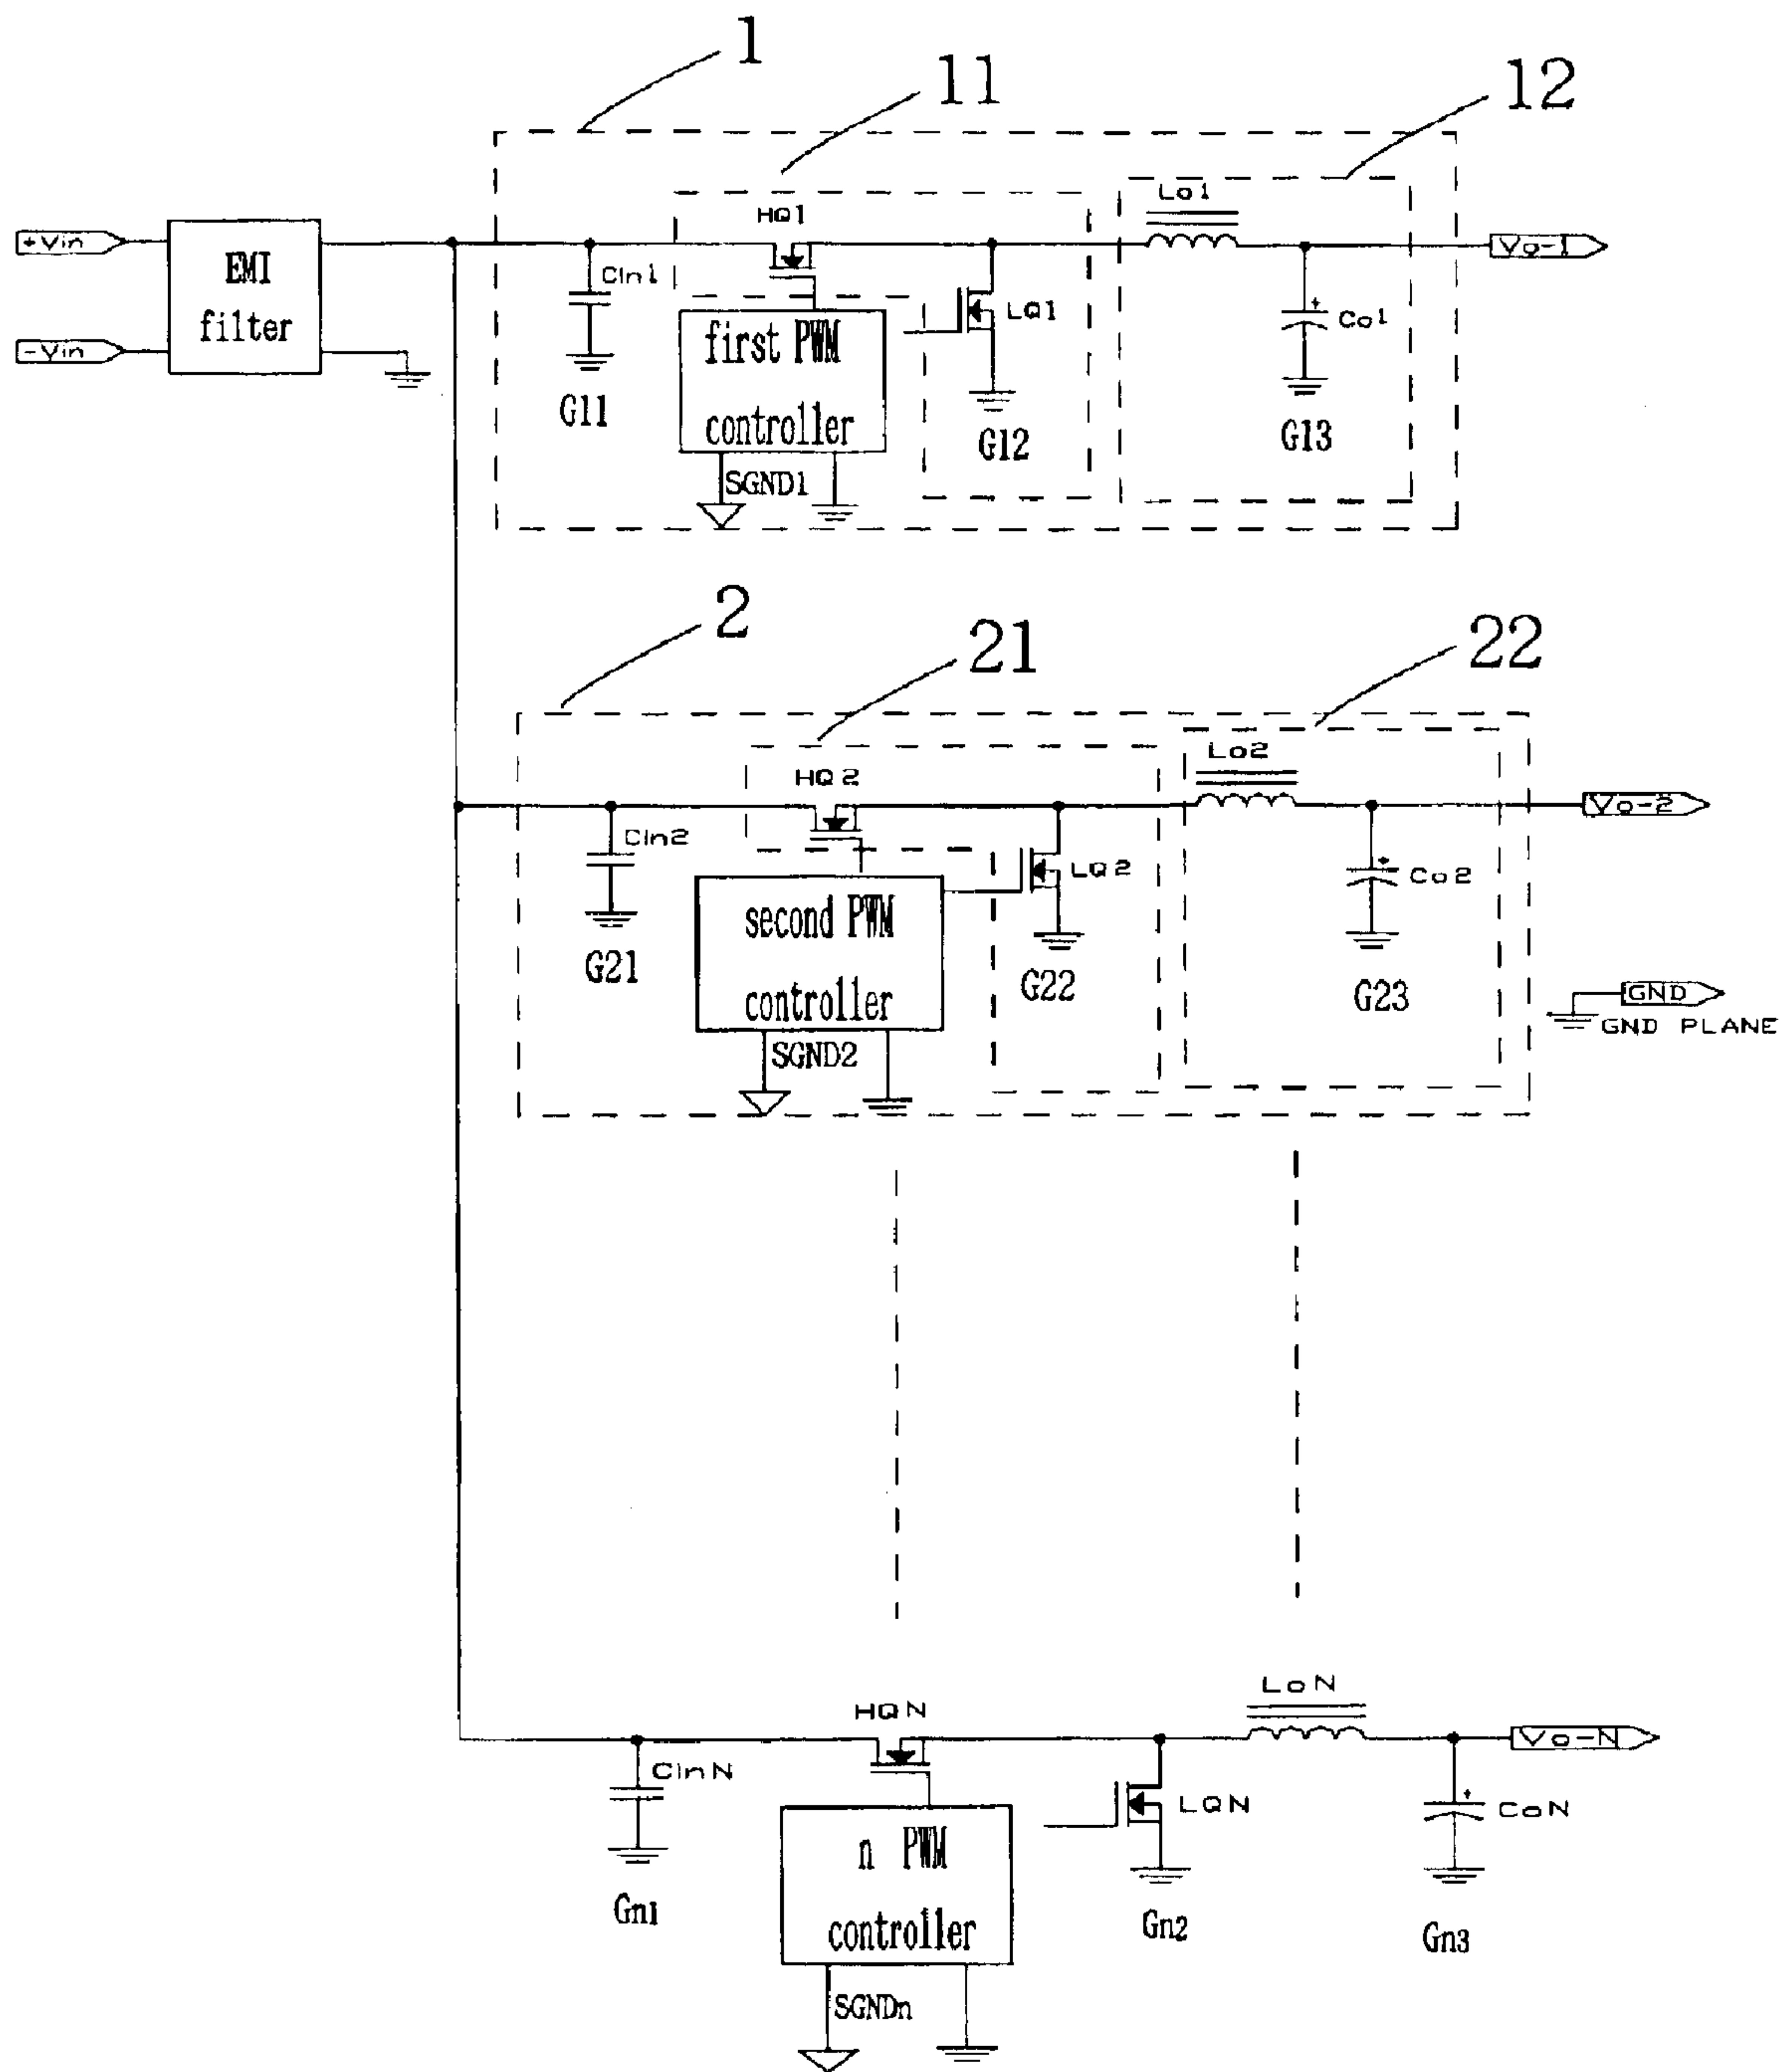 1
11
12
+Vin
-Vin
EMI
filter
HQ1
Lo1
Vo-1
CIn1
LQ1
Co1
first PWM
controller
G11
G12
G13
SGND1
2
21
22
HQ2
Lo2
Vo-2
CIn2
LQ2
Co2
second PWM
controller
G21
G22
G23
SGND2
GND
GND PLANE
HQN
LoN
Vo-N
CInN
LQN
CoN
n PWM
controller
Gn1
Gn2
Gn3
SGNDn